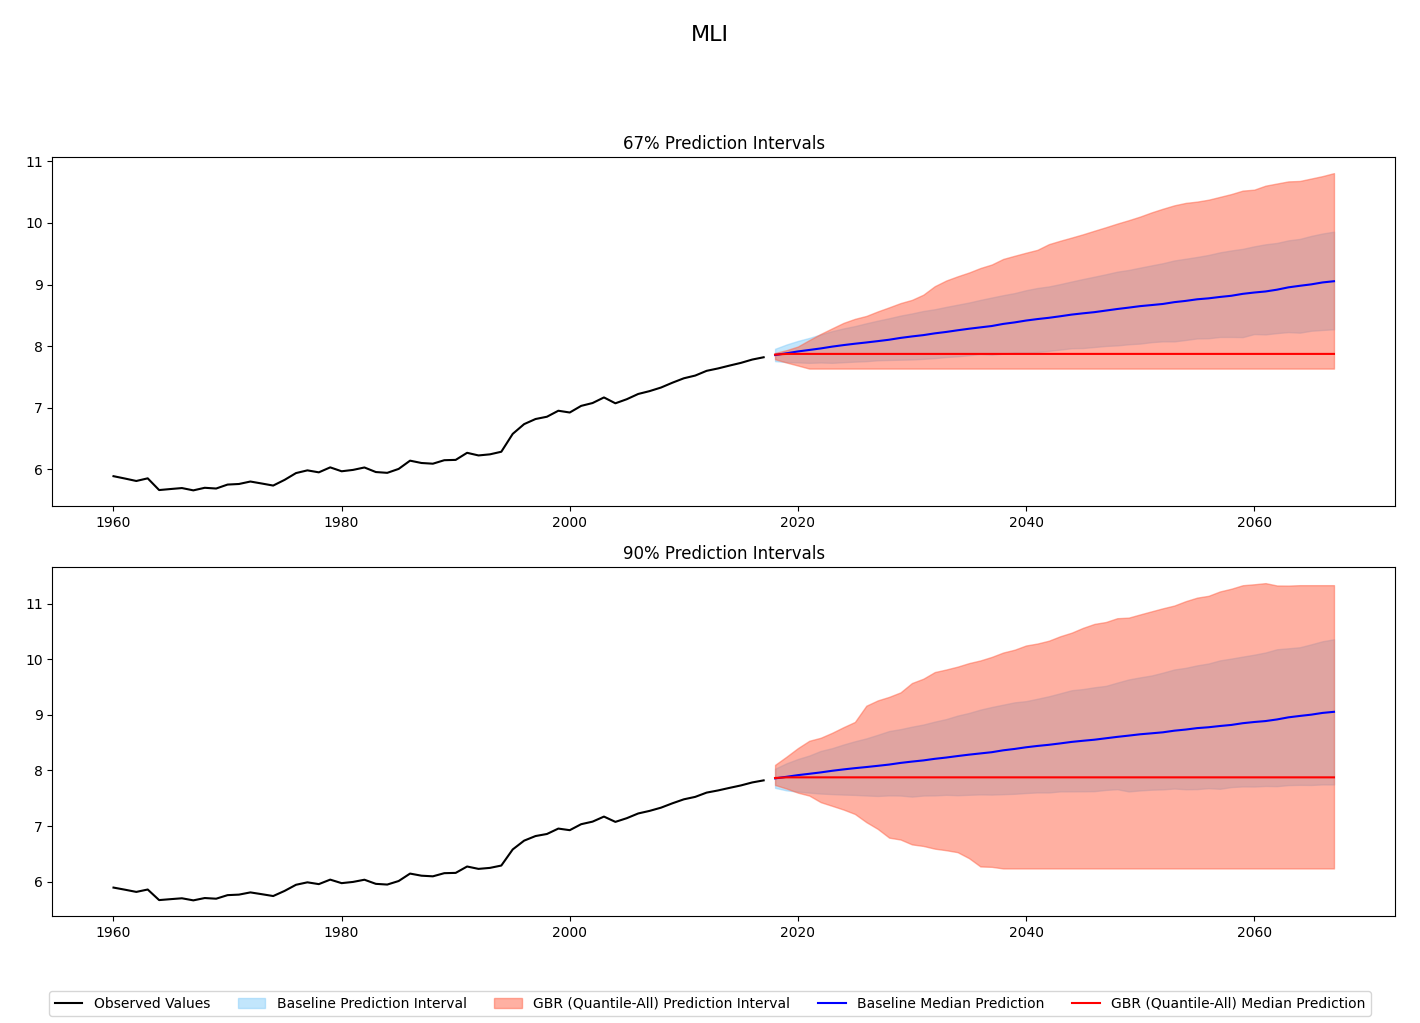 MLI
67% Prediction Intervals
11
10
9
8
7
6
1960 1980 2000 2020 2040 2060
90% Prediction Intervals
11
10
9
8
7
6
1960 1980 2000 2020 2040 2060
Observed Values Baseline Prediction Interval GBR (Quantile-All) Prediction Interval Baseline Median Prediction GBR (Quantile-All) Median Prediction